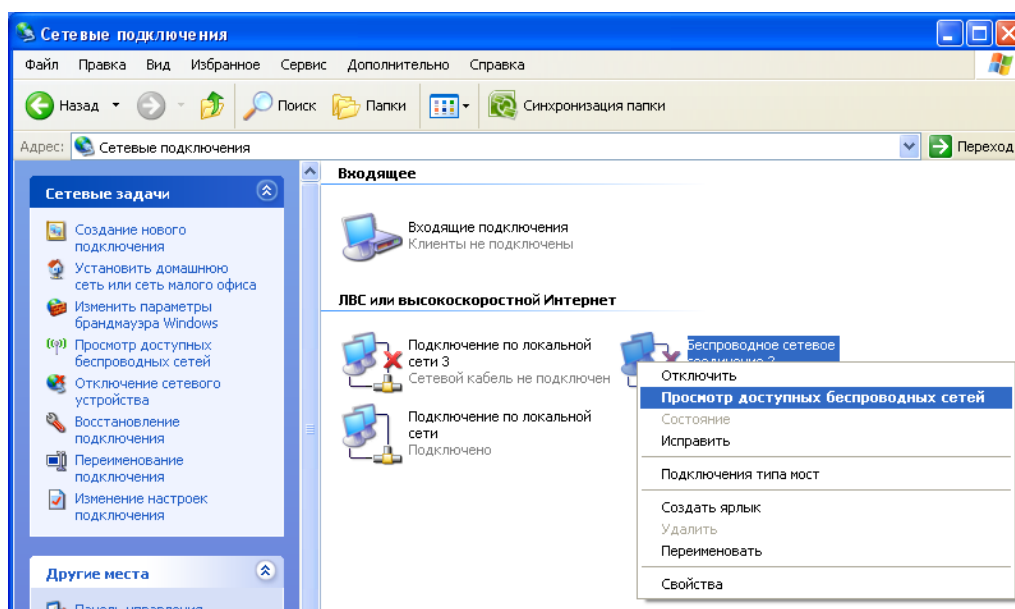 Сетевые подключения
Файл Правка Вид Избранное Сервис Дополнительно Справка
Назад Поиск Папки Синхронизация папки
Адрес: Сетевые подключения Переход
Сетевые задачи
Создание нового
подключения
Установить домашнюю
сеть или сеть малого офиса
Изменить параметры
брандмауэра Windows
Просмотр доступных
беспроводных сетей
Отключение сетевого
устройства
Восстановление
подключения
Переименование
подключения
Изменение настроек
подключения
Другие места
Панель управления
Входящее
Входящие подключения
Клиенты не подключены
ЛВС или высокоскоростной Интернет
Подключение по локальной
сети 3
Сетевой кабель не подключен
Подключение по локальной
сети
Подключено
Беспроводное сетевое
соединение 2
Отключить
Просмотр доступных беспроводных сетей
Состояние
Исправить
Подключения типа мост
Создать ярлык
Удалить
Переименовать
Свойства